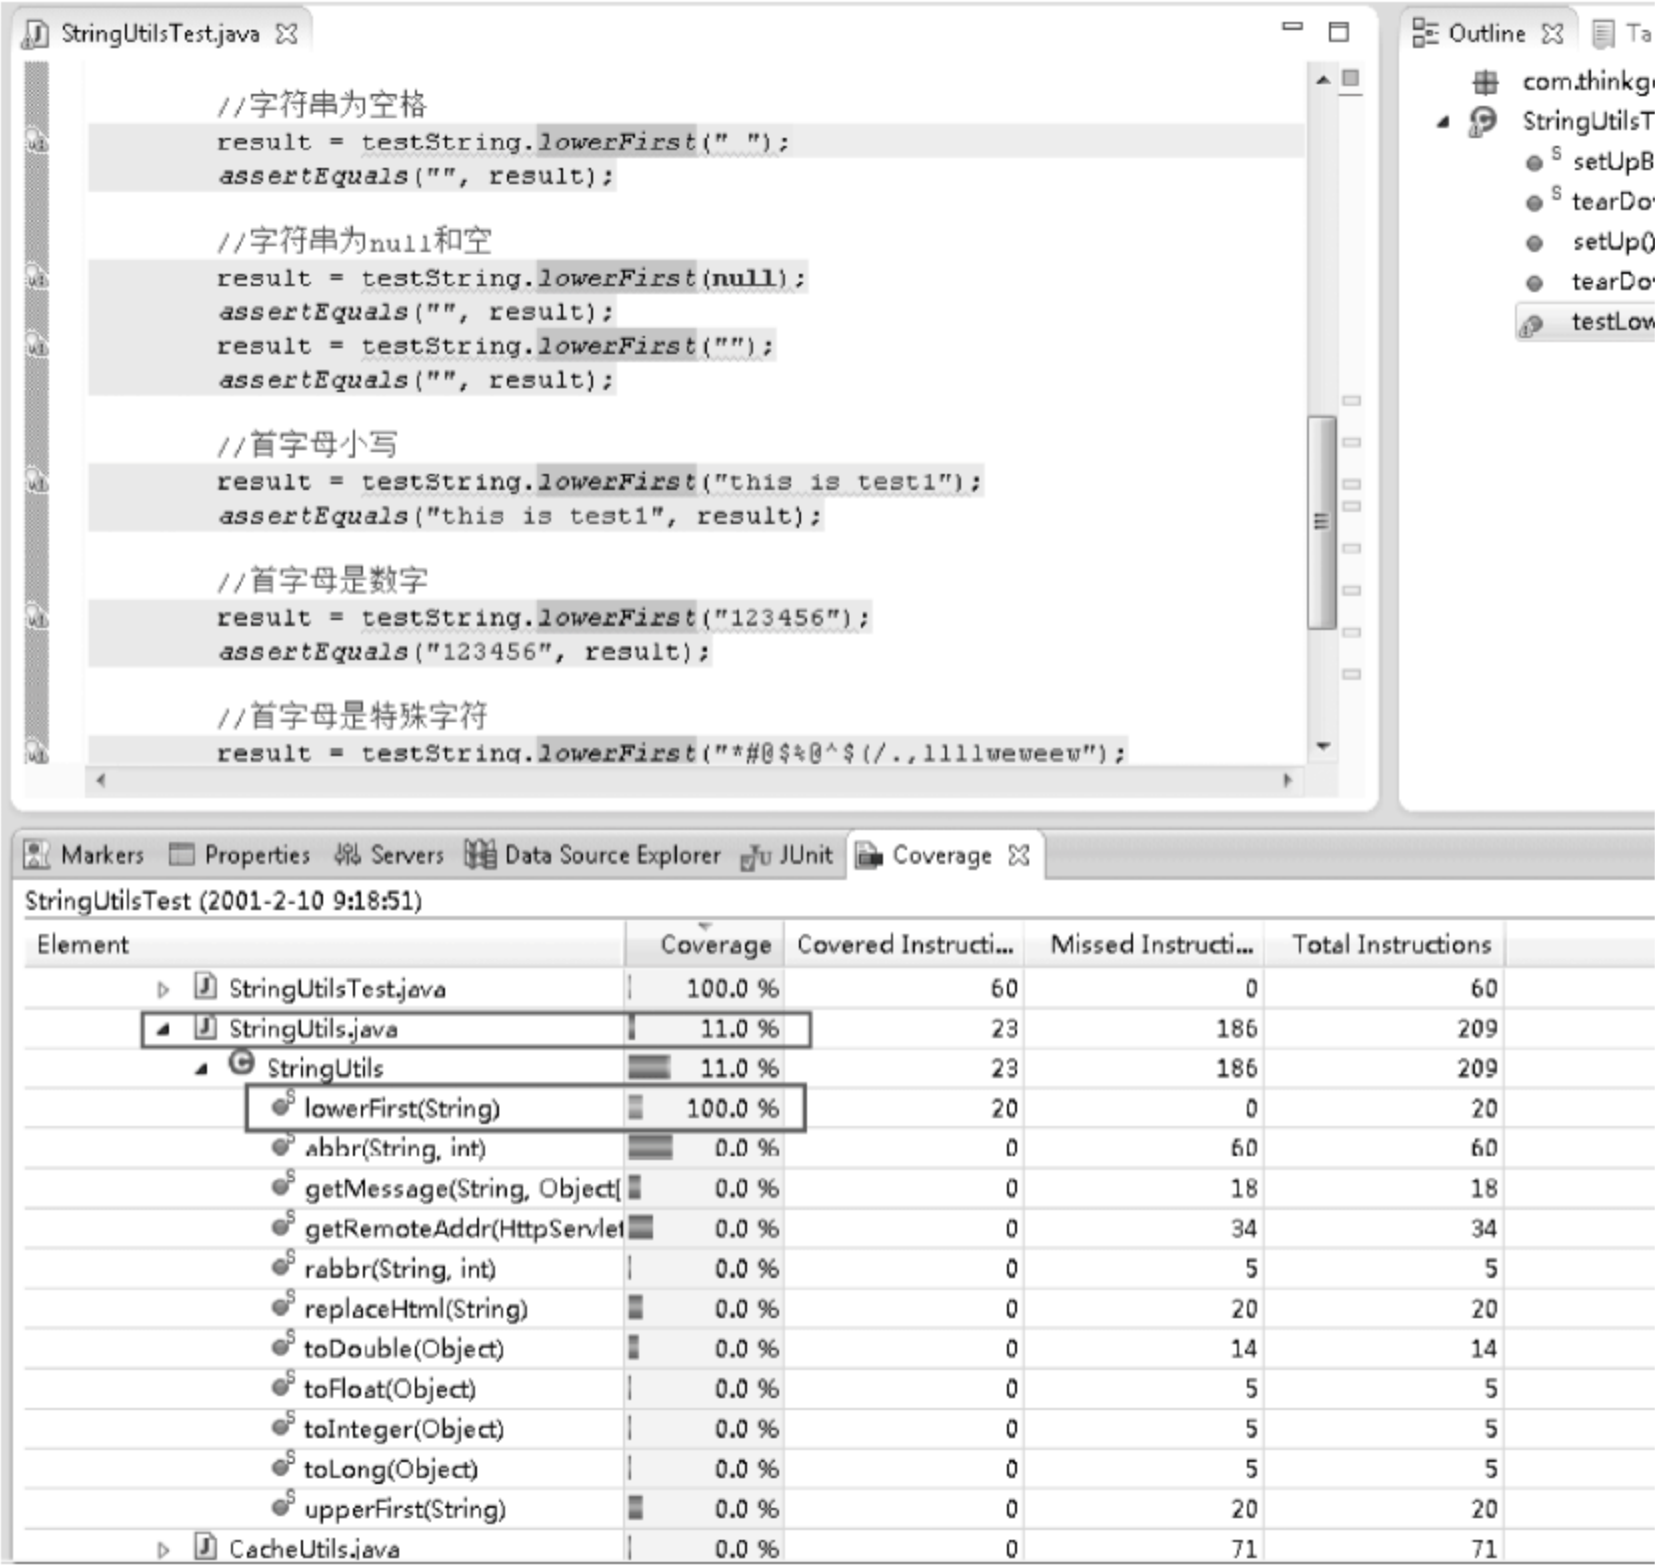 StringUtilsTest.java
//字符串为空格
result = testString.lowerFirst(" ");
assertEquals("", result);
//字符串为null和空
result = testString.lowerFirst(null);
assertEquals("", result);
result = testString.lowerFirst("");
assertEquals("", result);
//首字母小写
result = testString.lowerFirst("this is test1");
assertEquals("this is test1", result);
//首字母是数字
result = testString.lowerFirst("123456");
assertEquals("123456", result);
//首字母是特殊字符
result = testString.lowerFirst("*#@$%@^$(/.,llllweweew");
Outline Ta
com.thinkg
StringUtilsT
S setUpB
S tearDo
setUp()
tearDo
testLow
Markers Properties Servers Data Source Explorer JUnit Coverage
StringUtilsTest (2001-2-10 9:18:51)
Element Coverage Covered Instructi... Missed Instructi... Total Instructions
StringUtilsTest.java 100.0 % 60 0 60
StringUtils.java 11.0 % 23 186 209
StringUtils 11.0 % 23 186 209
S lowerFirst(String) 100.0 % 20 0 20
S abbr(String, int) 0.0 % 0 60 60
S getMessage(String, Object[ 0.0 % 0 18 18
S getRemoteAddr(HttpServlet 0.0 % 0 34 34
S rabbr(String, int) 0.0 % 0 5 5
S replaceHtml(String) 0.0 % 0 20 20
S toDouble(Object) 0.0 % 0 14 14
S toFloat(Object) 0.0 % 0 5 5
S toInteger(Object) 0.0 % 0 5 5
S toLong(Object) 0.0 % 0 5 5
S upperFirst(String) 0.0 % 0 20 20
CacheUtils.java 0.0 % 0 71 71